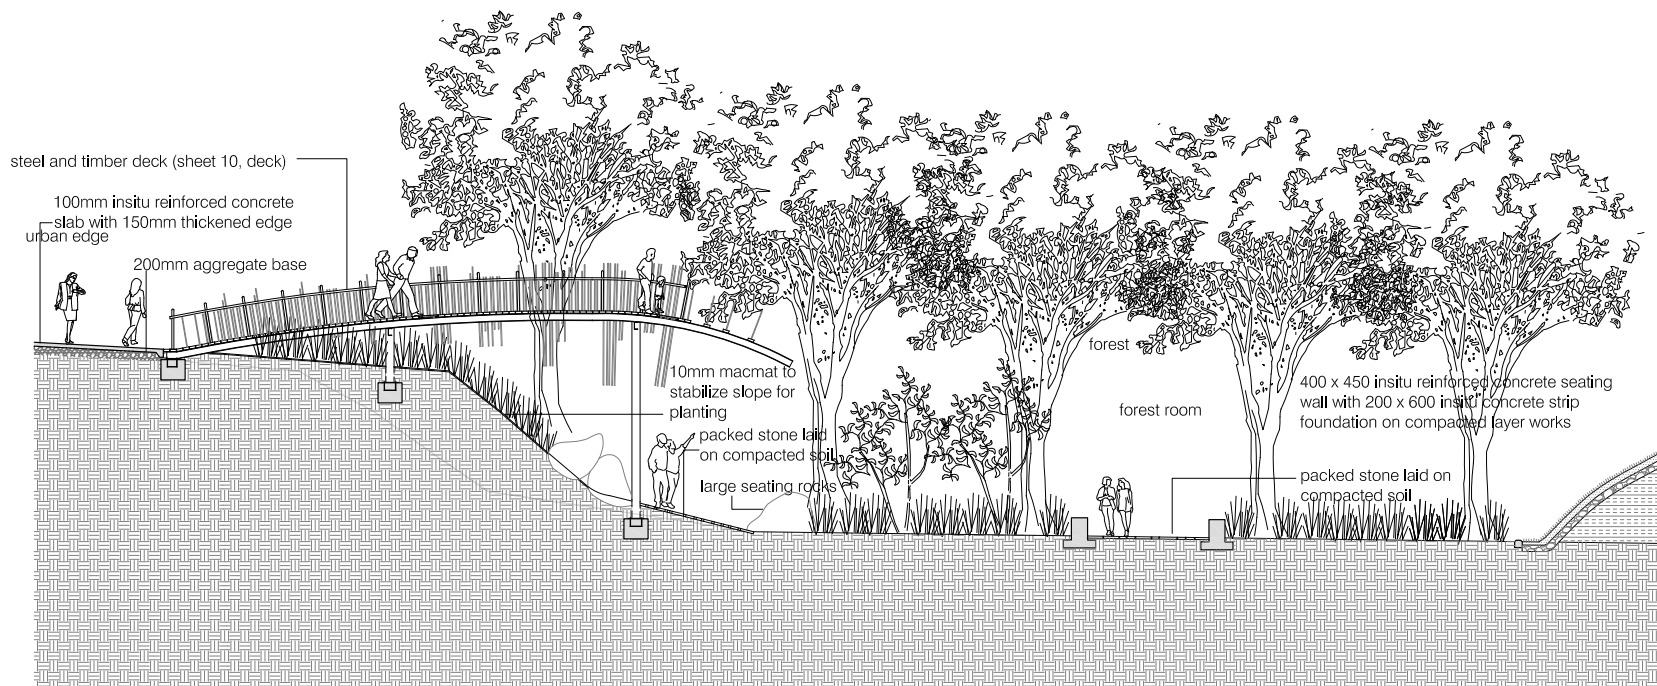 steel and timber deck (sheet 10, deck)
100mm insitu reinforced concrete
slab with 150mm thickened edge
urban edge
200mm aggregate base
10mm macmat to
stabilize slope for
planting
packed stone laid
on compacted soil
large seating rocks
forest
forest room
400 x 450 insitu reinforced concrete seating
wall with 200 x 600 insitu concrete strip
foundation on compacted layer works
packed stone laid on
compacted soil